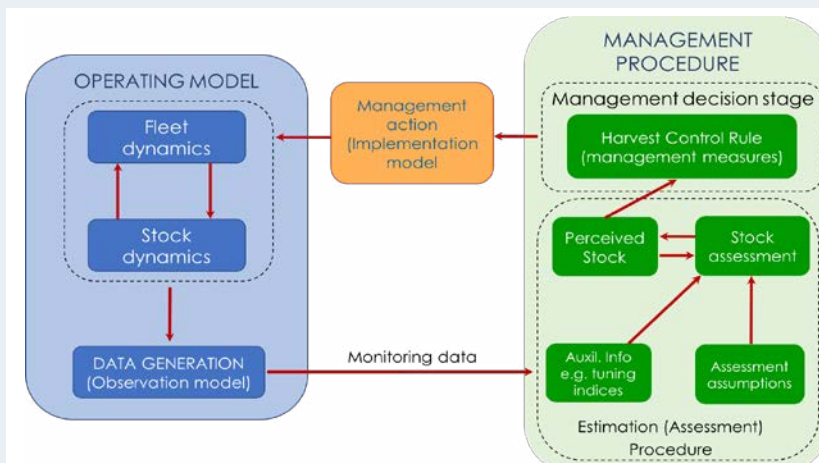 OPERATING MODEL
Fleet
dynamics
Stock
dynamics
DATA GENERATION
(Observation model)
Management
action
(Implementation
model
Monitoring data
MANAGEMENT
PROCEDURE
Management decision stage
Harvest Control Rule
(management measures)
Perceived
Stock
Stock
assessment
Auxil. Info
e.g. tuning
indices
Assessment
assumptions
Estimation (Assessment)
Procedure